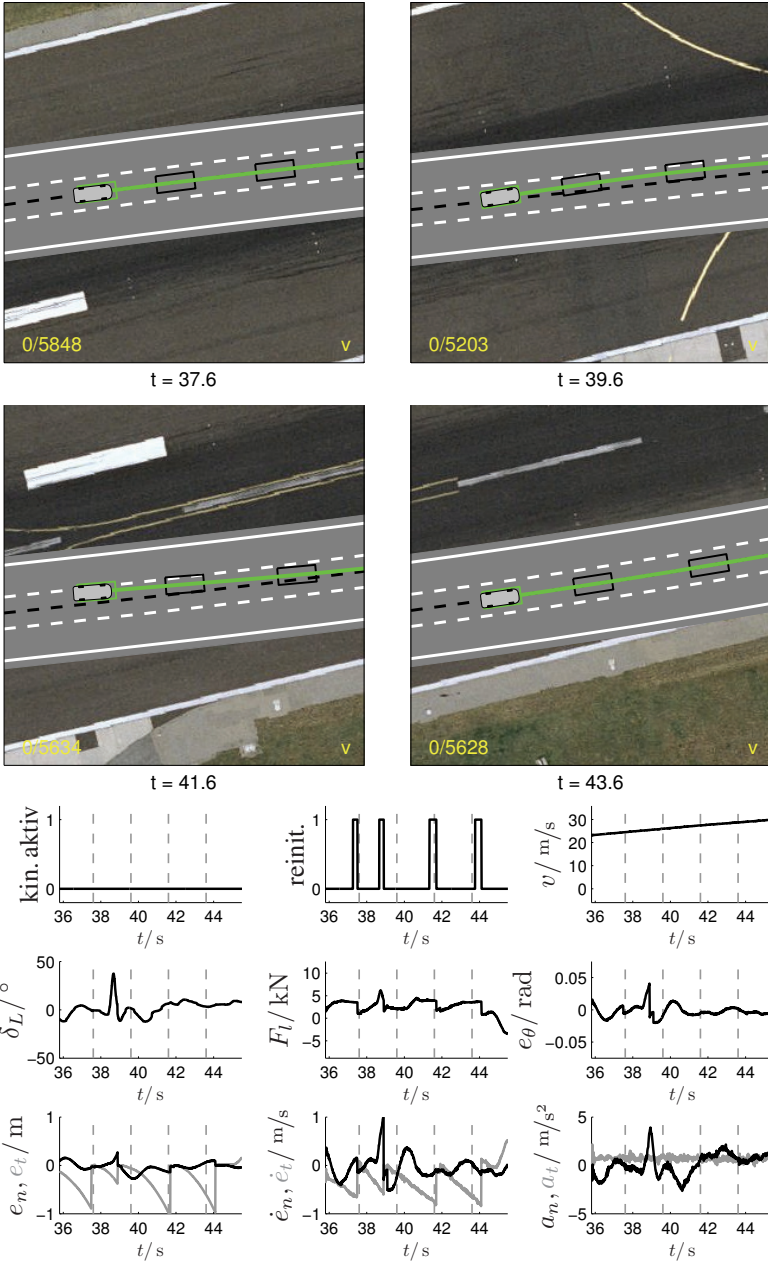 0/5848 v
0/5203 v
t = 37.6
t = 39.6
0/5634 v
0/5628 v
t = 41.6
t = 43.6
kin. aktiv
1
0
36 38 40 42 44
t/ s
reinit.
1
0
36 38 40 42 44
t/ s
v/ m/s
30
20
10
0
36 38 40 42 44
t/ s
δ_L/ °
50
0
−50
36 38 40 42 44
t/ s
F_l/ kN
10
5
0
−5
36 38 40 42 44
t/ s
e_θ/ rad
0.05
0
−0.05
36 38 40 42 44
t/ s
e_n, e_t/ m
1
0
−1
36 38 40 42 44
t/ s
ė_n, ė_t/ m/s
1
0
−1
36 38 40 42 44
t/ s
a_n, a_t/ m/s²
5
0
−5
36 38 40 42 44
t/ s